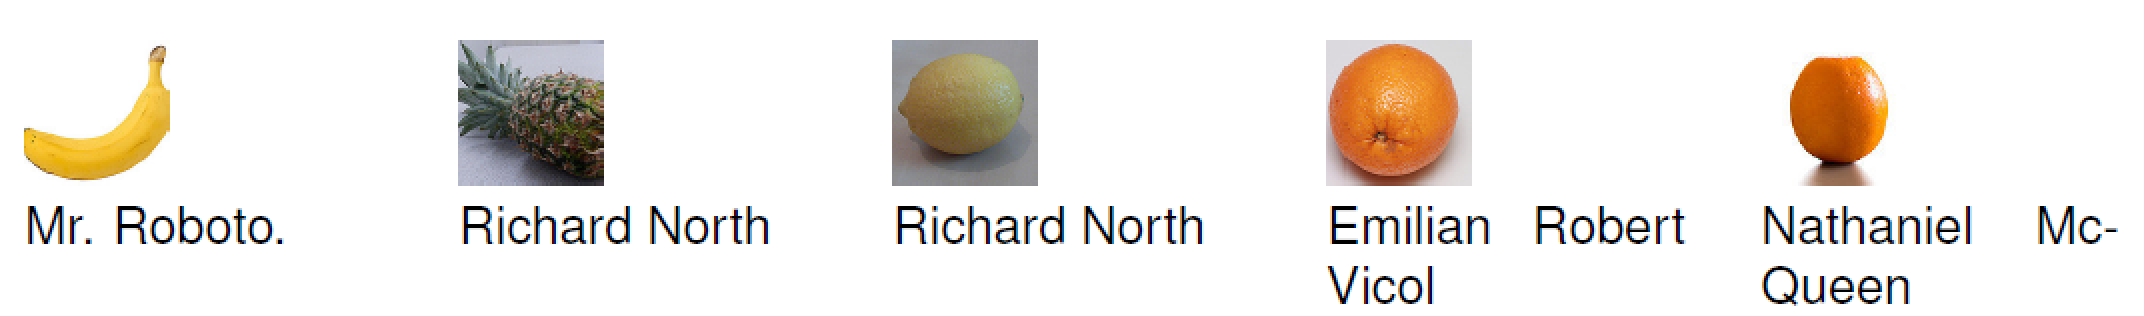 Mr. Roboto.
Richard North
Richard North
Emilian Robert
Vicol
Nathaniel Mc-
Queen